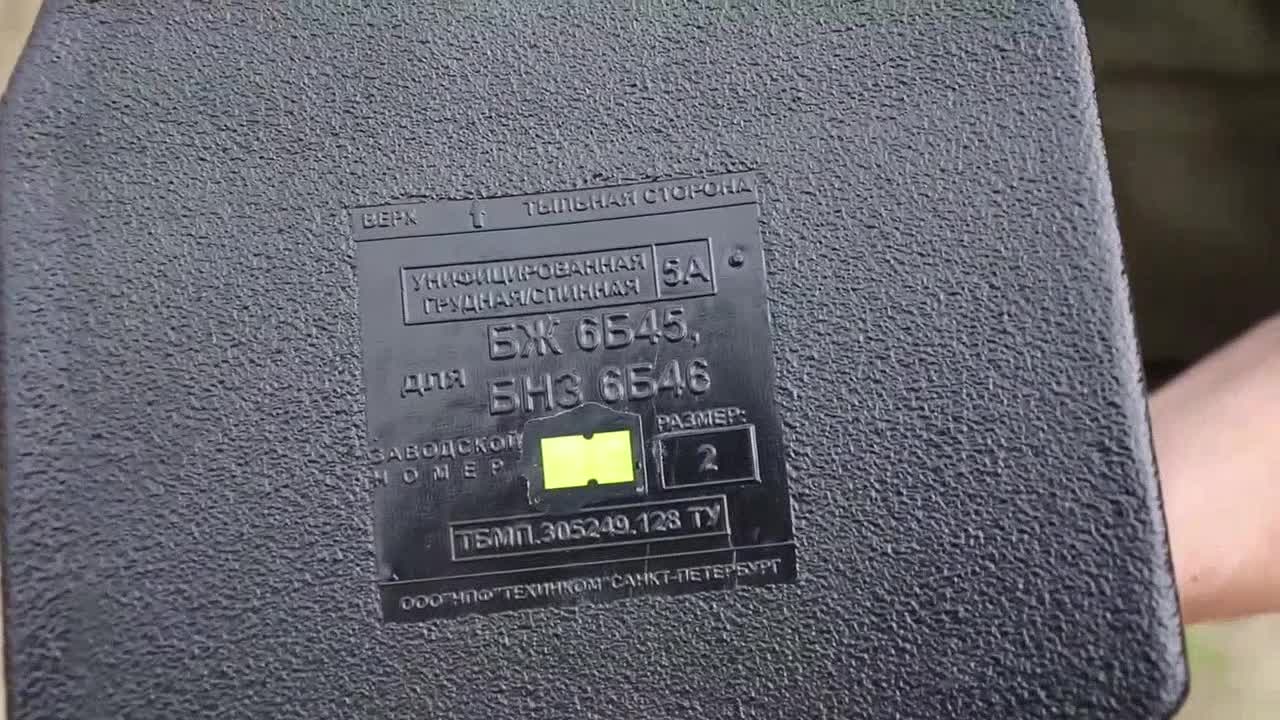 ВЕРХ ↑ ТЫЛЬНАЯ СТОРОНА
УНИФИЦИРОВАННАЯ
ГРУДНАЯ/СПИННАЯ
5А
для
БЖ 6Б45,
БНЗ 6Б46
ЗАВОДСКОЙ
НОМЕР
РАЗМЕР:
2
ТБМП.305249.128 ТУ
ООО"НПФ"ТЕХИНКОМ"САНКТ-ПЕТЕРБУРГ